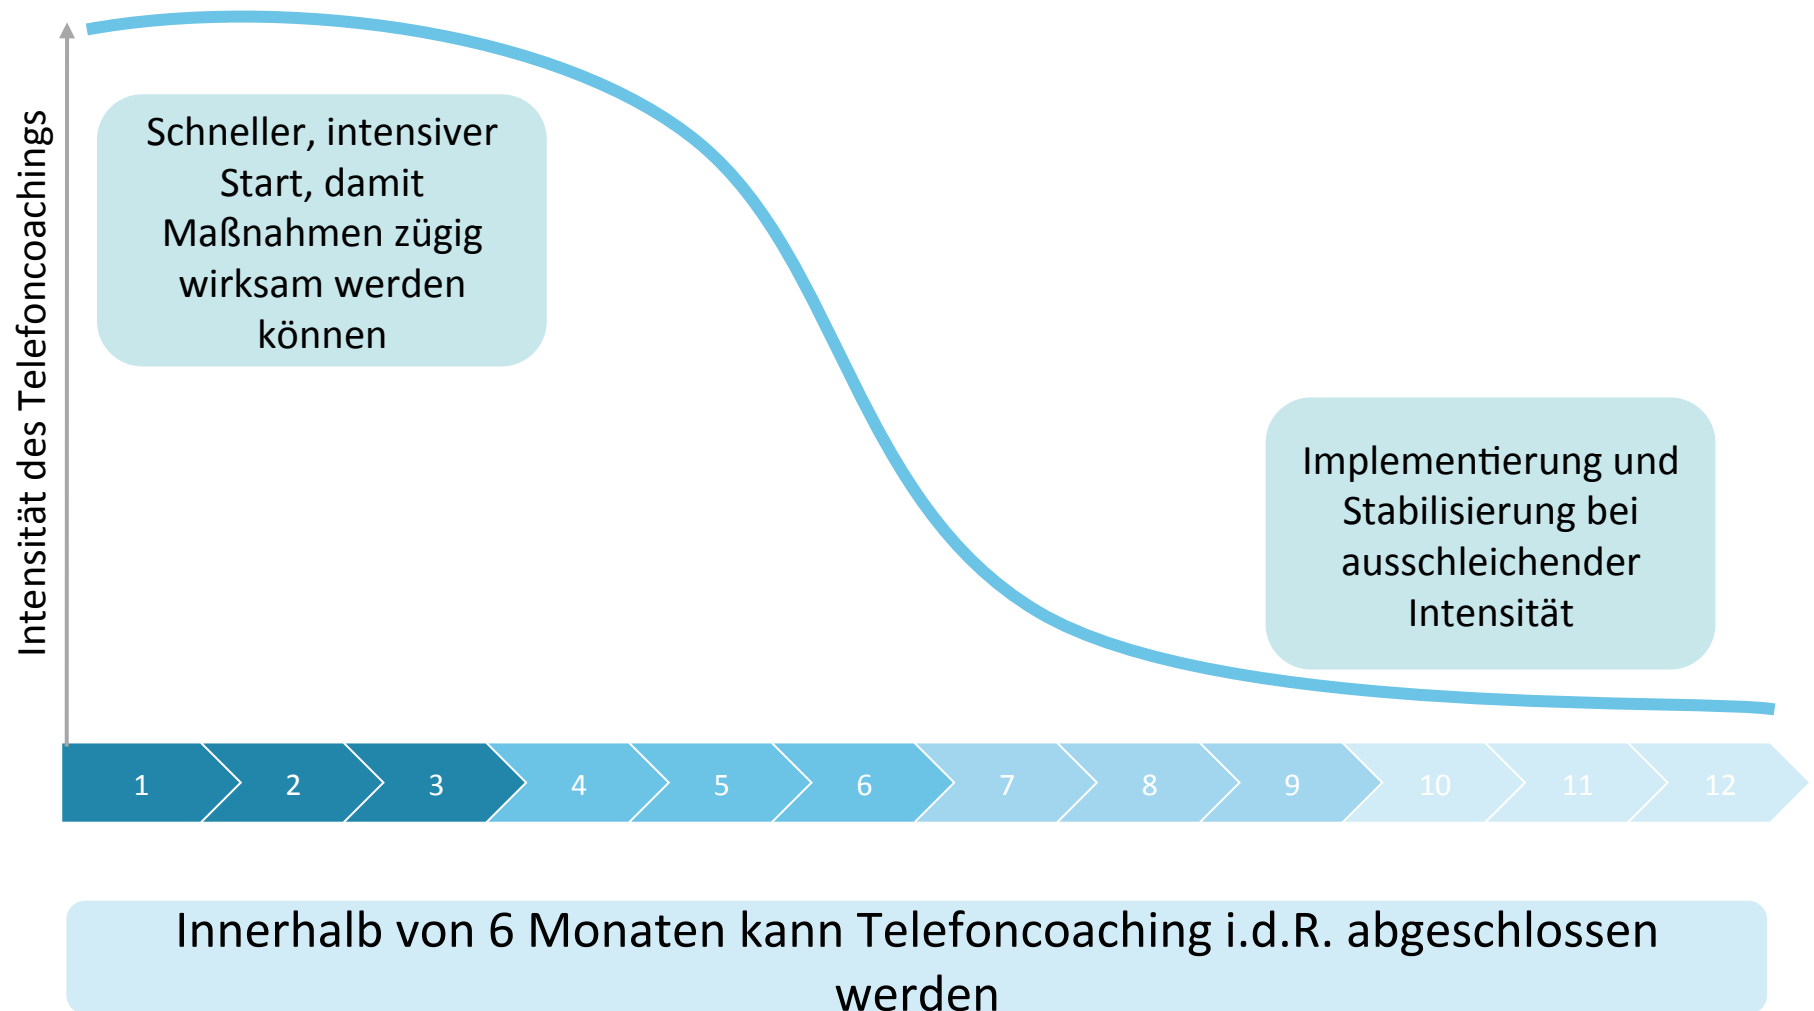 Intensität des Telefoncoachings
Schneller, intensiver
Start, damit
Maßnahmen zügig
wirksam werden
können
Implementierung und
Stabilisierung bei
ausschleichender
Intensität
1 2 3 4 5 6 7 8 9 10 11 12
Innerhalb von 6 Monaten kann Telefoncoaching i.d.R. abgeschlossen
werden